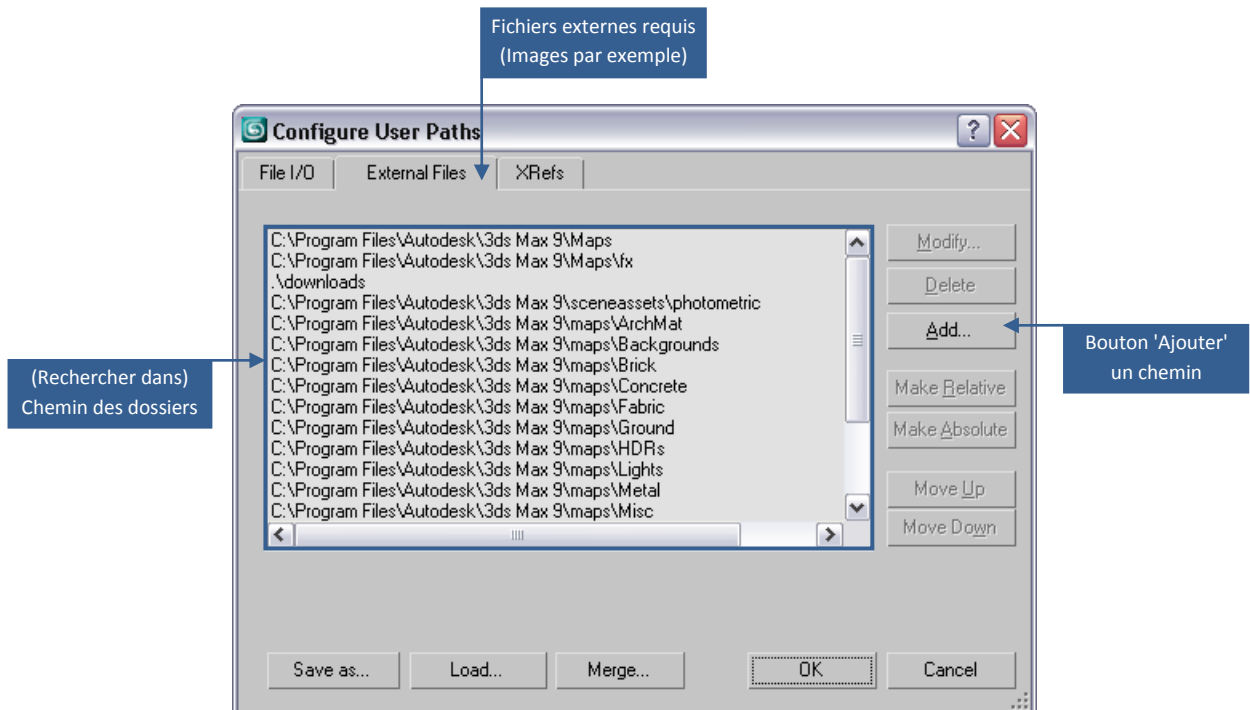 Fichiers externes requis
(Images par exemple)
Configure User Paths
File I/O
External Files
XRefs
C:\Program Files\Autodesk\3ds Max 9\Maps
C:\Program Files\Autodesk\3ds Max 9\Maps\fx
.\downloads
C:\Program Files\Autodesk\3ds Max 9\sceneassets\photometric
C:\Program Files\Autodesk\3ds Max 9\maps\ArchMat
C:\Program Files\Autodesk\3ds Max 9\maps\Backgrounds
C:\Program Files\Autodesk\3ds Max 9\maps\Brick
C:\Program Files\Autodesk\3ds Max 9\maps\Concrete
C:\Program Files\Autodesk\3ds Max 9\maps\Fabric
C:\Program Files\Autodesk\3ds Max 9\maps\Ground
C:\Program Files\Autodesk\3ds Max 9\maps\HDRs
C:\Program Files\Autodesk\3ds Max 9\maps\Lights
C:\Program Files\Autodesk\3ds Max 9\maps\Metal
C:\Program Files\Autodesk\3ds Max 9\maps\Misc
Modify...
Delete
Add...
Make Relative
Make Absolute
Move Up
Move Down
(Rechercher dans)
Chemin des dossiers
Bouton 'Ajouter'
un chemin
Save as...
Load...
Merge...
OK
Cancel